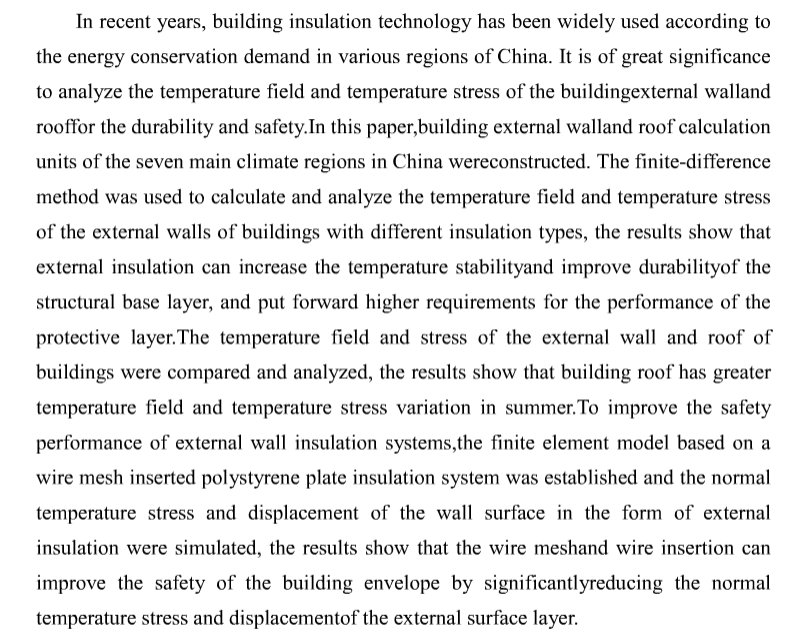 In recent years, building insulation technology has been widely used according to
the energy conservation demand in various regions of China. It is of great significance
to analyze the temperature field and temperature stress of the buildingexternal walland
rooffor the durability and safety.In this paper,building external walland roof calculation
units of the seven main climate regions in China wereconstructed. The finite-difference
method was used to calculate and analyze the temperature field and temperature stress
of the external walls of buildings with different insulation types, the results show that
external insulation can increase the temperature stabilityand improve durabilityof the
structural base layer, and put forward higher requirements for the performance of the
protective layer.The temperature field and stress of the external wall and roof of
buildings were compared and analyzed, the results show that building roof has greater
temperature field and temperature stress variation in summer.To improve the safety
performance of external wall insulation systems,the finite element model based on a
wire mesh inserted polystyrene plate insulation system was established and the normal
temperature stress and displacement of the wall surface in the form of external
insulation were simulated, the results show that the wire meshand wire insertion can
improve the safety of the building envelope by significantlyreducing the normal
temperature stress and displacementof the external surface layer.